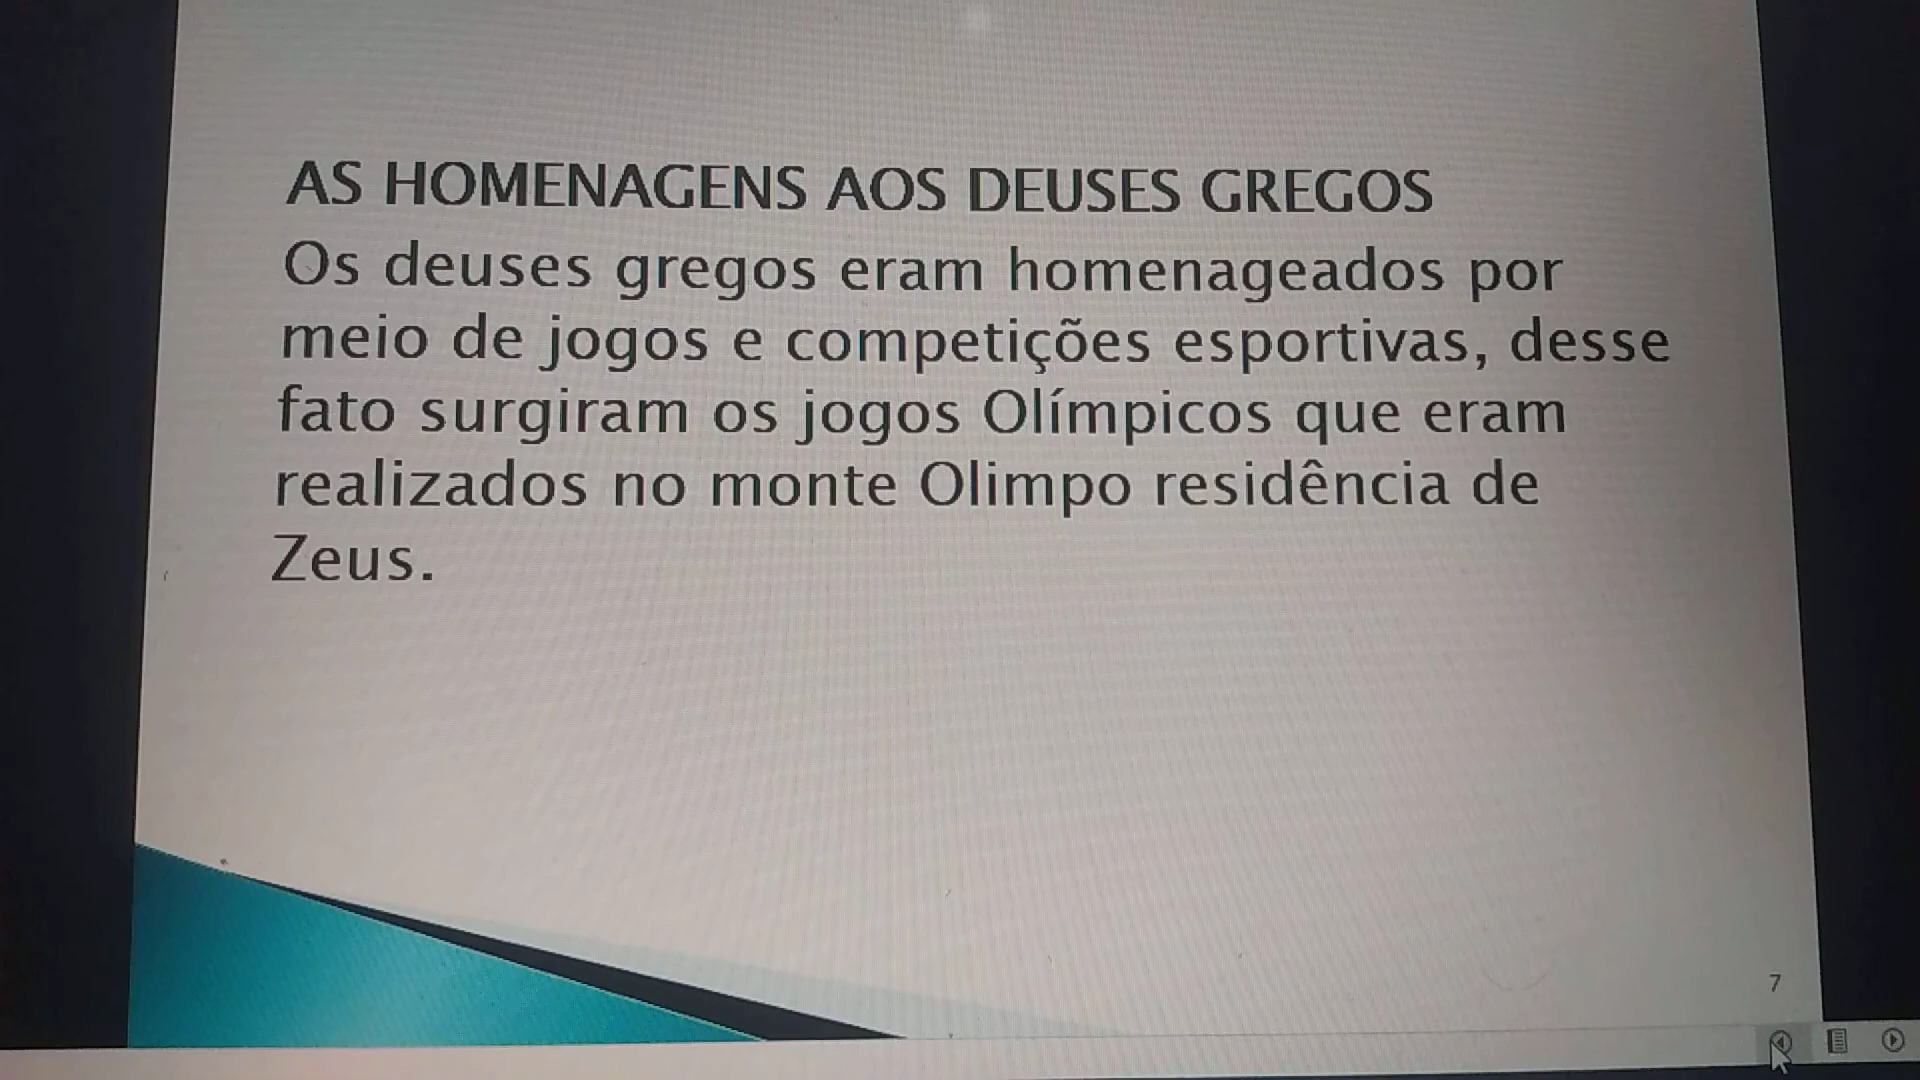 AS HOMENAGENS AOS DEUSES GREGOS
Os deuses gregos eram homenageados por
meio de jogos e competições esportivas, desse
fato surgiram os jogos Olímpicos que eram
realizados no monte Olimpo residência de
Zeus.
7